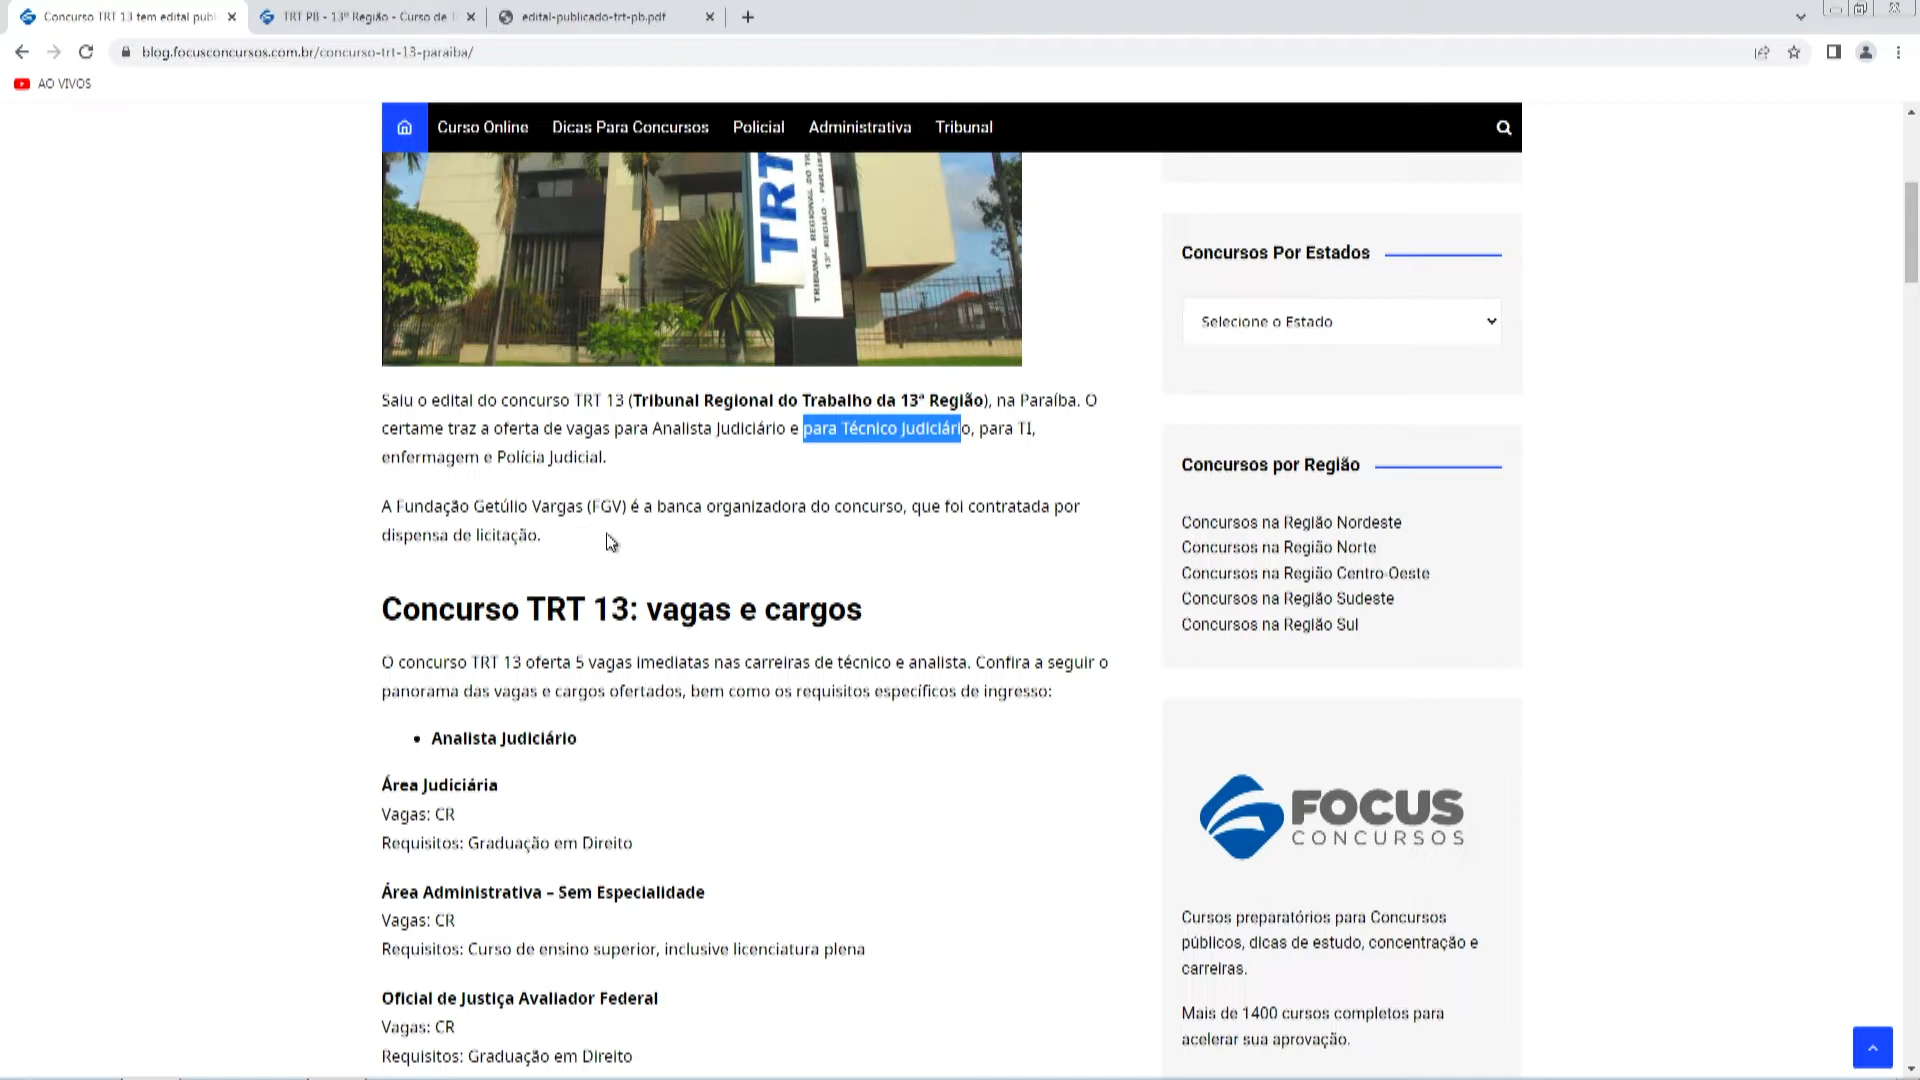 Concurso TRT 13 tem edital publ
TRT PB - 13ª Região - Curso de T
edital-publicado-trt-pb.pdf
blog.focusconcursos.com.br/concurso-trt-13-paraiba/
AO VIVOS
Curso Online
Dicas Para Concursos
Policial
Administrativa
Tribunal
TRT
TRIBUNAL REGIONAL DO TR
13ª REGIÃO - PARAÍBA
Saiu o edital do concurso TRT 13 (Tribunal Regional do Trabalho da 13ª Região), na Paraíba. O
certame traz a oferta de vagas para Analista Judiciário e para Técnico Judiciário, para TI,
enfermagem e Polícia Judicial.
A Fundação Getúlio Vargas (FGV) é a banca organizadora do concurso, que foi contratada por
dispensa de licitação.
Concurso TRT 13: vagas e cargos
O concurso TRT 13 oferta 5 vagas imediatas nas carreiras de técnico e analista. Confira a seguir o
panorama das vagas e cargos ofertados, bem como os requisitos específicos de ingresso:
• Analista Judiciário
Área Judiciária
Vagas: CR
Requisitos: Graduação em Direito
Área Administrativa – Sem Especialidade
Vagas: CR
Requisitos: Curso de ensino superior, inclusive licenciatura plena
Oficial de Justiça Avaliador Federal
Vagas: CR
Requisitos: Graduação em Direito
Concursos Por Estados
Selecione o Estado
Concursos por Região
Concursos na Região Nordeste
Concursos na Região Norte
Concursos na Região Centro-Oeste
Concursos na Região Sudeste
Concursos na Região Sul
FOCUS
CONCURSOS
Cursos preparatórios para Concursos
públicos, dicas de estudo, concentração e
carreiras.
Mais de 1400 cursos completos para
acelerar sua aprovação.